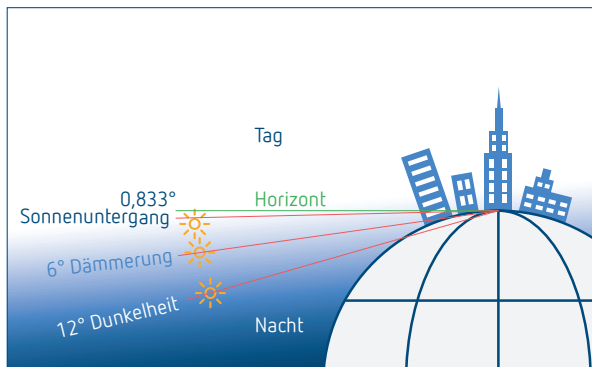 Tag
0,833°
Horizont
Sonnenuntergang
6° Dämmerung
12° Dunkelheit
Nacht